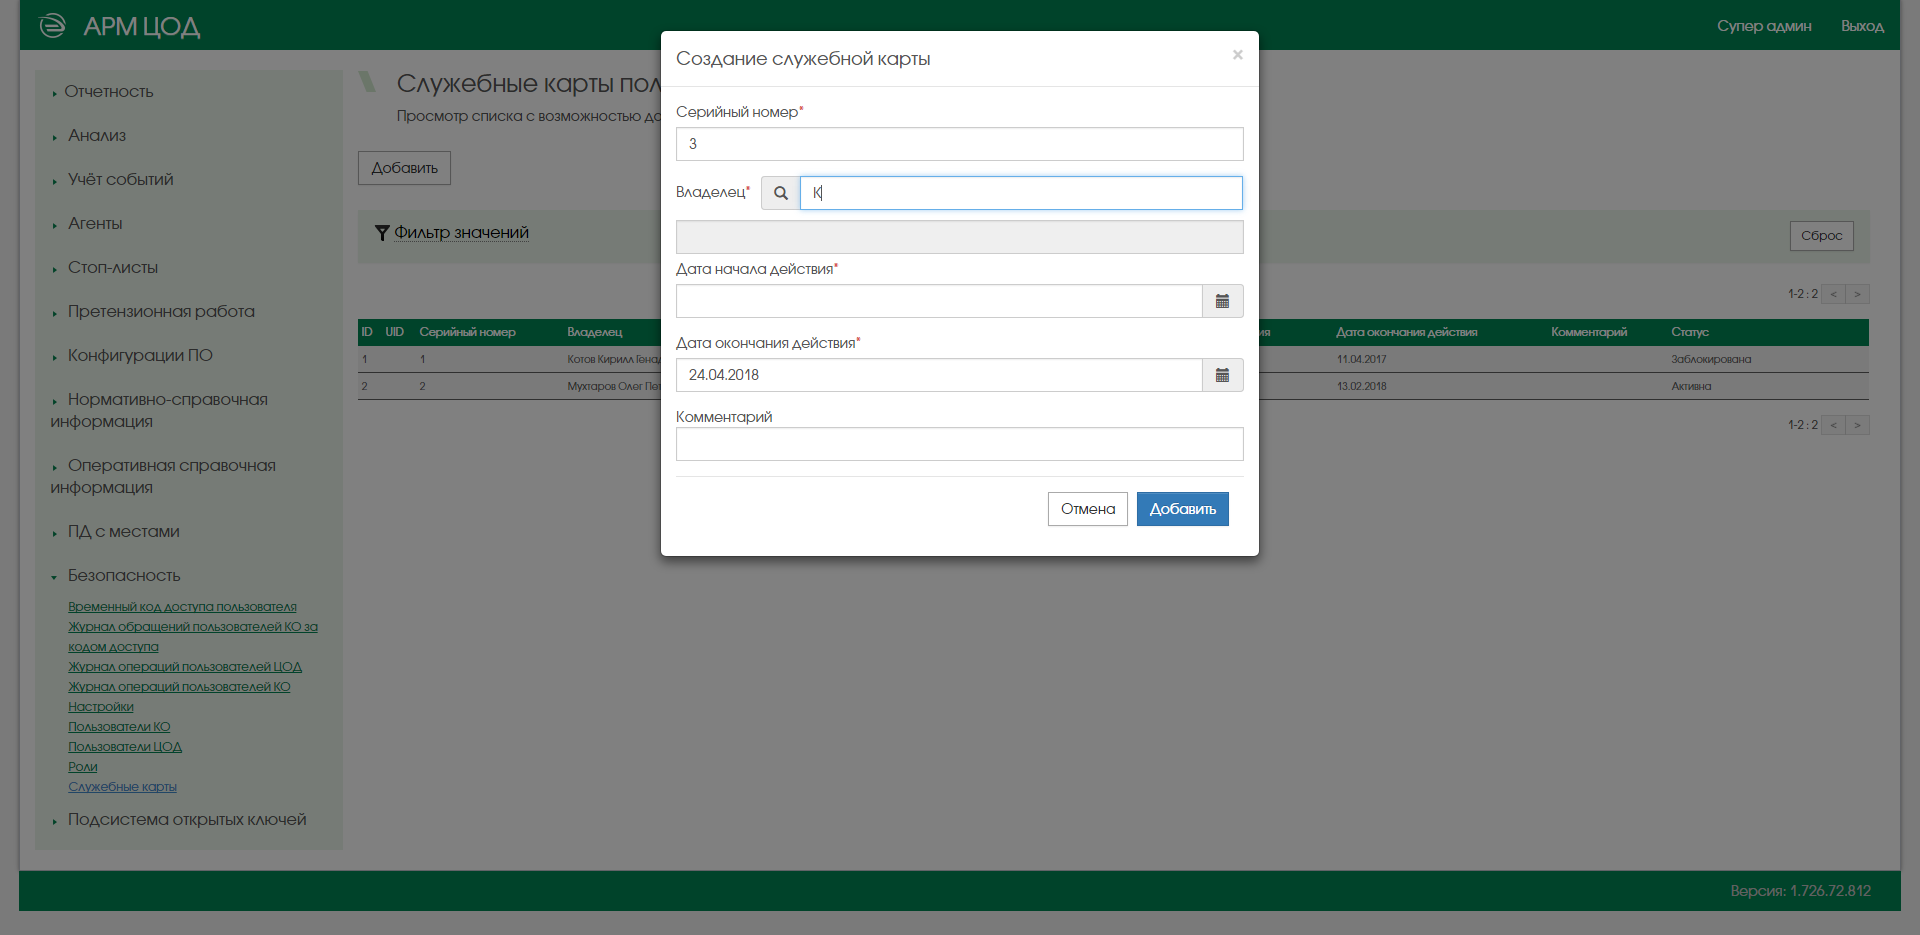 АРМ ЦОД
Супер админ
Выход
Отчетность
Анализ
Учёт событий
Агенты
Стоп-листы
Претензионная работа
Конфигурации ПО
Нормативно-справочная
информация
Оперативная справочная
информация
ПД с местами
Безопасность
Временный код доступа пользователя
Журнал обращений пользователей КО за
кодом доступа
Журнал операций пользователей ЦОД
Журнал операций пользователей КО
Настройки
Пользователи КО
Пользователи ЦОД
Роли
Служебные карты
Подсистема открытых ключей
Служебные карты
Просмотр списка с возможностью
Добавить
Фильтр значений
Сброс
1-2 : 2 < >
ID UID Серийный номер Владелец Дата окончания действия Комментарий Статус
1 1 Котов Кирилл 11.04.2017 Заблокирована
2 2 Мухтаров Олег 13.02.2018 Активна
1-2 : 2 < >
Создание служебной карты ×
Серийный номер*
3
Владелец* К
Дата начала действия*
Дата окончания действия*
24.04.2018
Комментарий
Отмена Добавить
Версия: 1.726.72.812